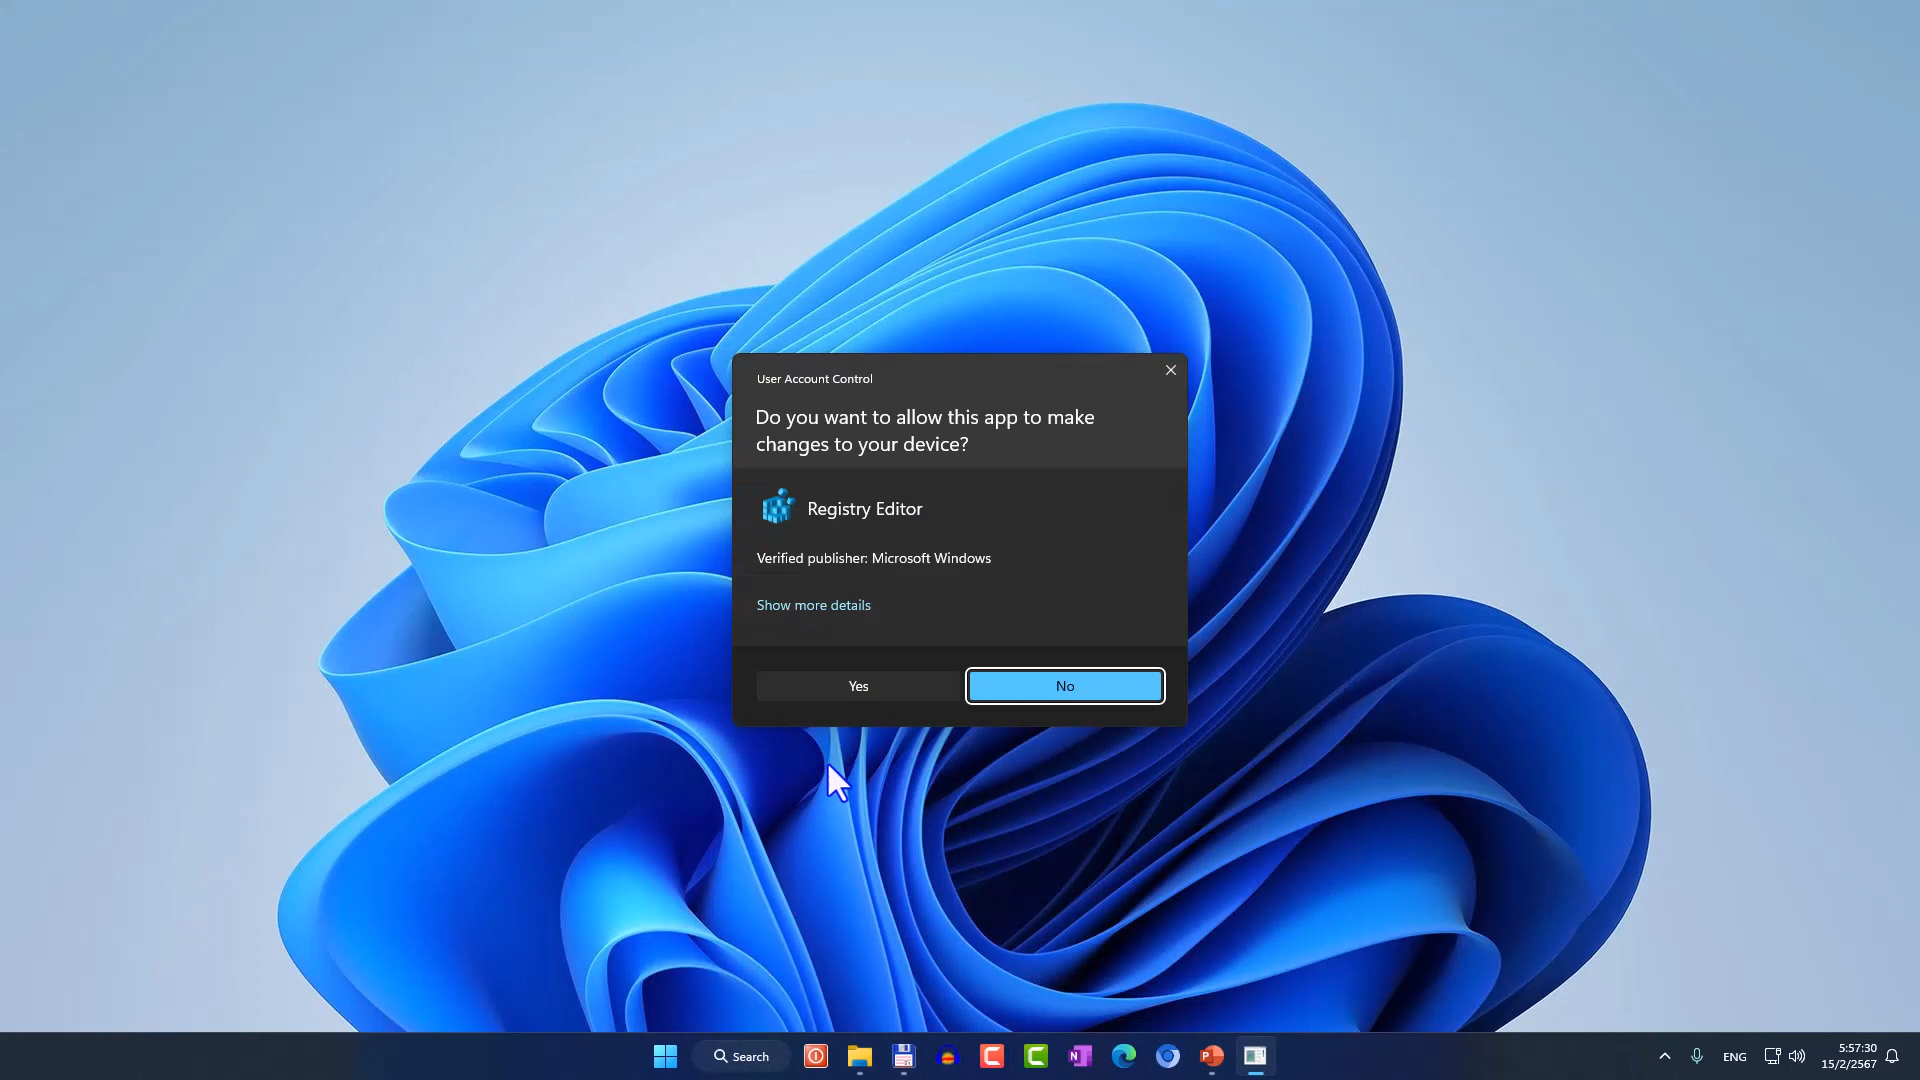 User Account Control
Do you want to allow this app to make
changes to your device?
Registry Editor
Verified publisher: Microsoft Windows
Show more details
Yes
No
Search
ENG
5:57:30
15/2/2567